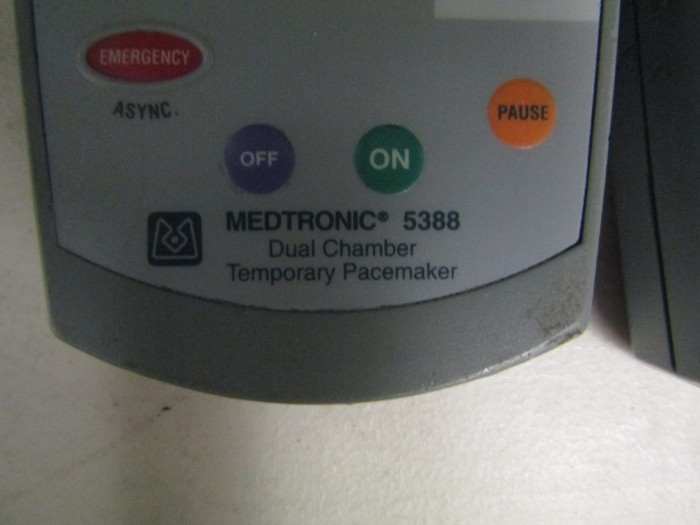 EMERGENCY
ASYNC.
PAUSE
OFF
ON
MEDTRONIC® 5388
Dual Chamber
Temporary Pacemaker